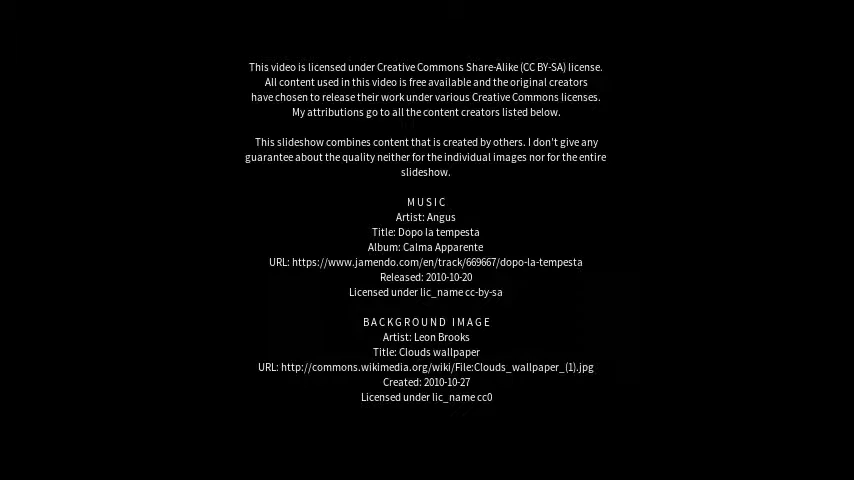 This video is licensed under Creative Commons Share-Alike (CC BY-SA) license.
All content used in this video is free available and the original creators
have chosen to release their work under various Creative Commons licenses.
My attributions go to all the content creators listed below.
This slideshow combines content that is created by others. I don't give any
guarantee about the quality neither for the individual images nor for the entire
slideshow.
MUSIC
Artist: Angus
Title: Dopo la tempesta
Album: Calma Apparente
URL: https://www.jamendo.com/en/track/669667/dopo-la-tempesta
Released: 2010-10-20
Licensed under lic_name cc-by-sa
BACKGROUND IMAGE
Artist: Leon Brooks
Title: Clouds wallpaper
URL: http://commons.wikimedia.org/wiki/File:Clouds_wallpaper_(1).jpg
Created: 2010-10-27
Licensed under lic_name cc0